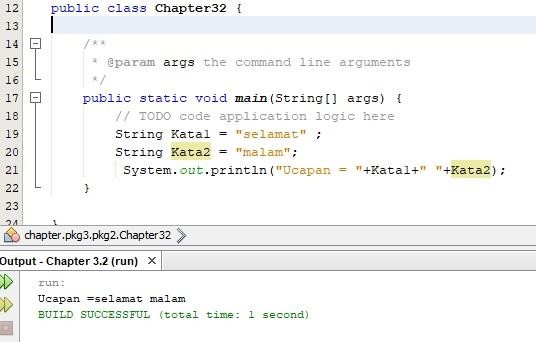 12 public class Chapter32 {
13
14 /**
15 * @param args the command line arguments
16 */
17 public static void main(String[] args) {
18 // TODO code application logic here
19 String Kata1 = "selamat" ;
20 String Kata2 = "malam";
21 System.out.println("Ucapan = "+Kata1+" "+Kata2);
22 }
23
24 }
chapter.pkg3.pkg2.Chapter32
Output - Chapter 3.2 (run) ×
run:
Ucapan =selamat malam
BUILD SUCCESSFUL (total time: 1 second)